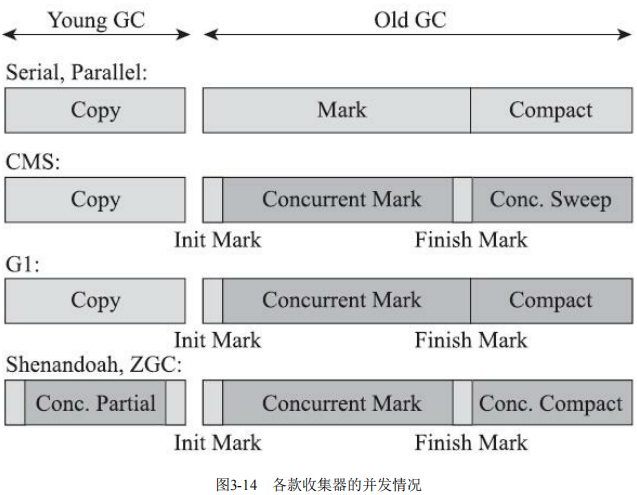 Young GC Old GC
Serial, Parallel:
Copy Mark Compact
CMS:
Copy Concurrent Mark Conc. Sweep
Init Mark Finish Mark
G1:
Copy Concurrent Mark Compact
Init Mark Finish Mark
Shenandoah, ZGC:
Conc. Partial Concurrent Mark Conc. Compact
Init Mark Finish Mark
图3-14 各款收集器的并发情况